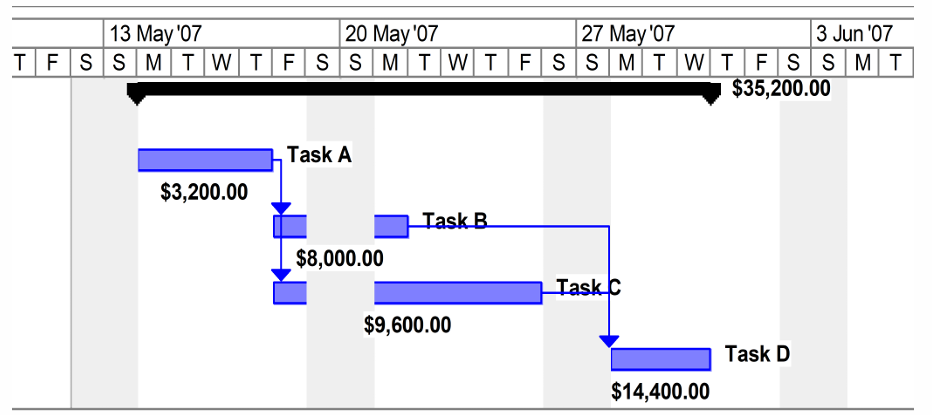 13 May '07 20 May '07 27 May '07 3 Jun '07
T F S S M T W T F S S M T W T F S S M T W T F S S M T
$35,200.00
Task A
$3,200.00
Task B
$8,000.00
Task C
$9,600.00
Task D
$14,400.00